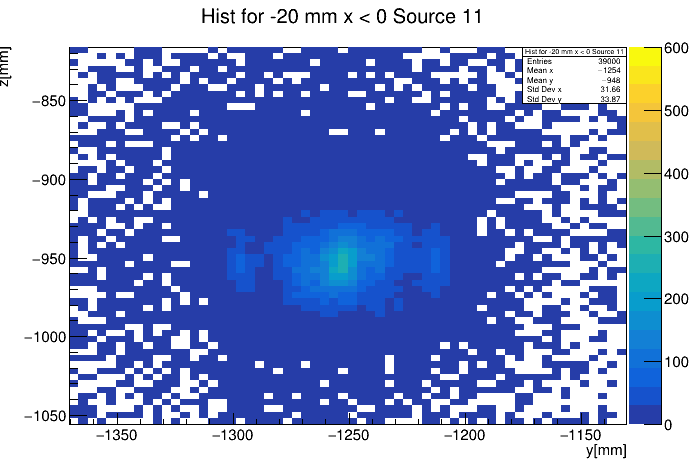 Hist for -20 mm x < 0 Source 11
z[mm]
Hist for -20 mm x < 0 Source 11
Entries 39000
Mean x −1254
Mean y −948
Std Dev x 31.66
Std Dev y 33.87
600
500
400
300
200
100
0
−850
−900
−950
−1000
−1050
−1350 −1300 −1250 −1200 −1150
y[mm]